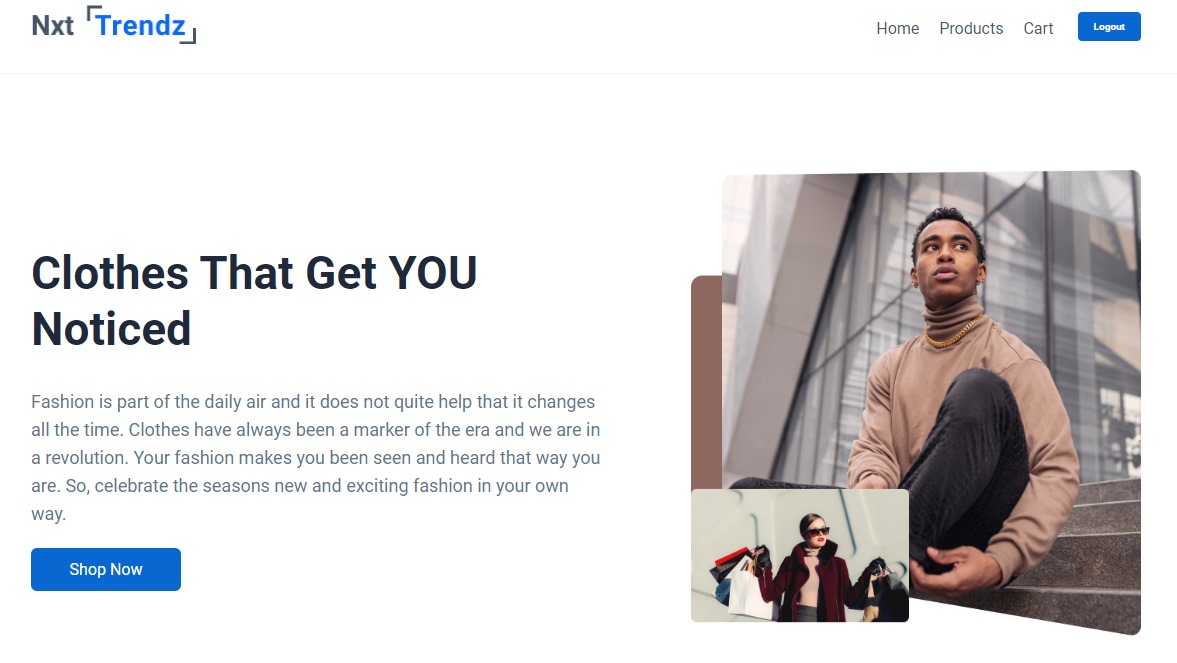 Nxt Trendz
Home Products Cart Logout
Clothes That Get YOU
Noticed
Fashion is part of the daily air and it does not quite help that it changes
all the time. Clothes have always been a marker of the era and we are in
a revolution. Your fashion makes you been seen and heard that way you
are. So, celebrate the seasons new and exciting fashion in your own
way.
Shop Now